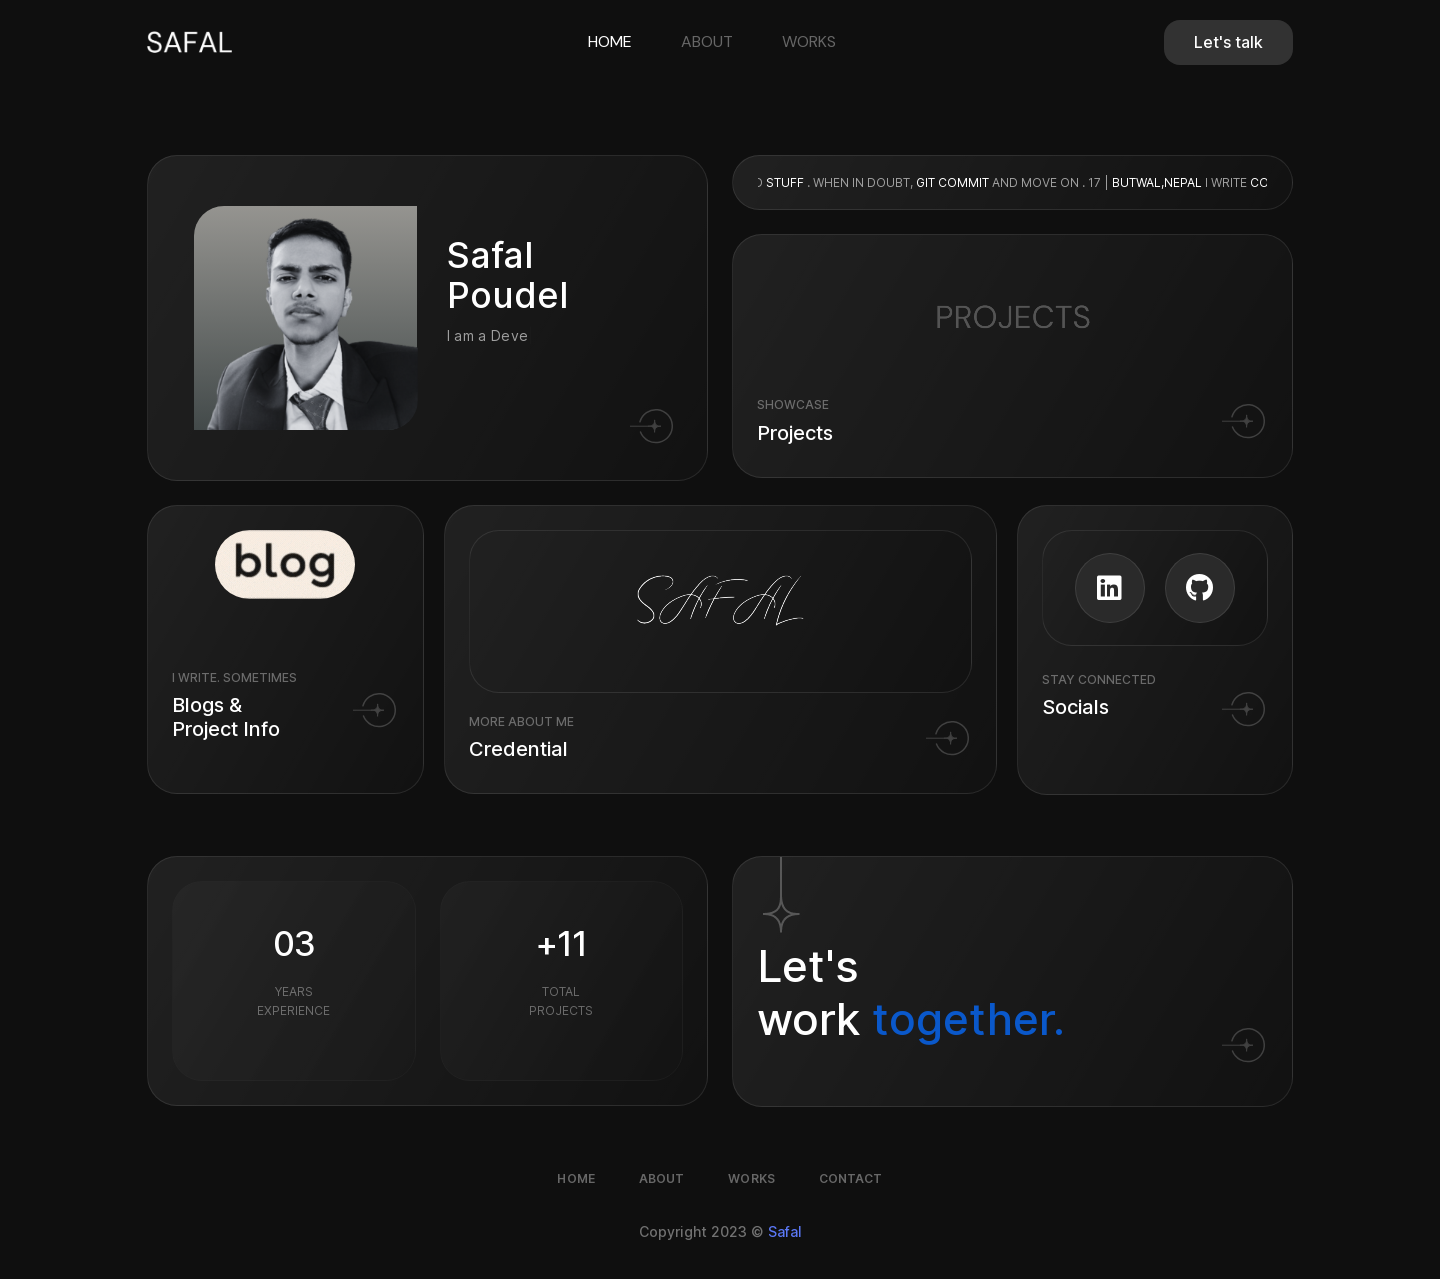 SAFAL
HOME ABOUT WORKS
Let's talk
Safal
Poudel
I am a Deve
STUFF . WHEN IN DOUBT, GIT COMMIT AND MOVE ON . 17 | BUTWAL,NEPAL I WRITE CO
PROJECTS
SHOWCASE
Projects
blog
I WRITE. SOMETIMES
Blogs &
Project Info
SAFAL
MORE ABOUT ME
Credential
in
STAY CONNECTED
Socials
03
YEARS
EXPERIENCE
+11
TOTAL
PROJECTS
Let's
work together.
HOME ABOUT WORKS CONTACT
Copyright 2023 © Safal